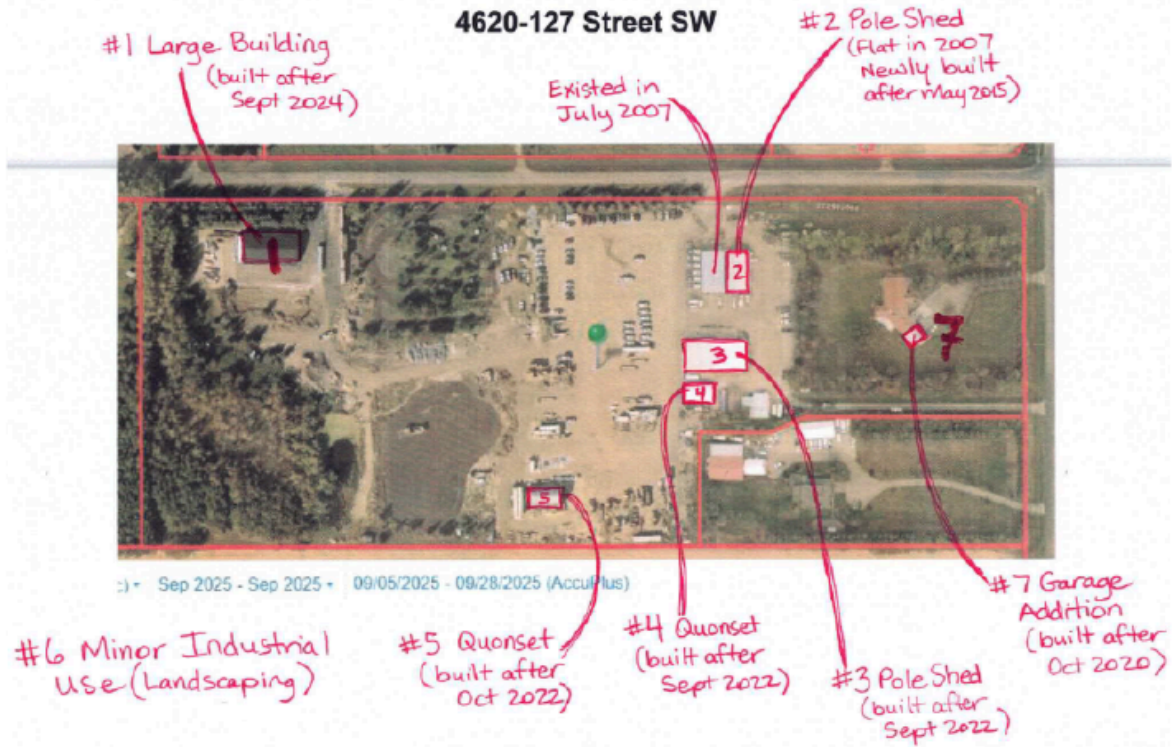 4620-127 Street SW
#1 Large Building
(built after
Sept 2024)
Existed in
July 2007
#2 Pole Shed
(Flat in 2007
Newly built
after May 2015)
1
2
3
4
5
7
Sep 2025 - Sep 2025
09/05/2025 - 09/28/2025 (AccuPlus)
#6 Minor Industrial
Use (Landscaping)
#5 Quonset
(built after
Oct 2022)
#4 Quonset
(built after
Sept 2022)
#3 Pole Shed
(built after
Sept 2022)
#7 Garage
Addition
(built after
Oct 2020)